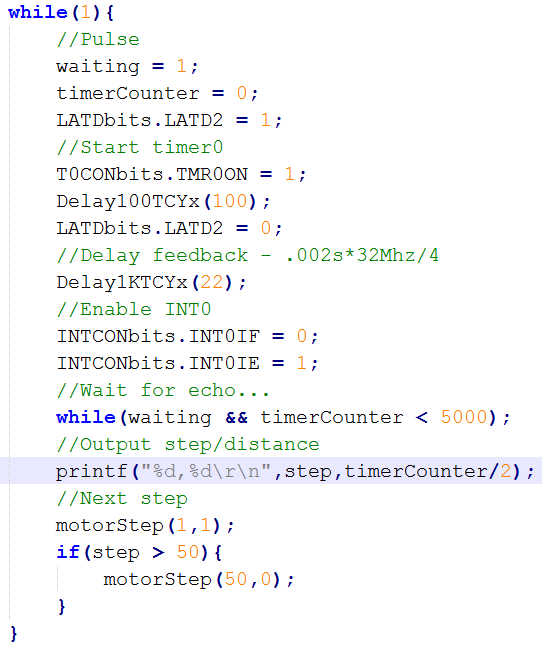 while(1){
//Pulse
waiting = 1;
timerCounter = 0;
LATDbits.LATD2 = 1;
//Start timer0
T0CONbits.TMR0ON = 1;
Delay100TCYx(100);
LATDbits.LATD2 = 0;
//Delay feedback - .002s*32Mhz/4
Delay1KTCYx(22);
//Enable INT0
INTCONbits.INT0IF = 0;
INTCONbits.INT0IE = 1;
//Wait for echo...
while(waiting && timerCounter < 5000);
//Output step/distance
printf("%d,%d\r\n",step,timerCounter/2);
//Next step
motorStep(1,1);
if(step > 50){
motorStep(50,0);
}
}